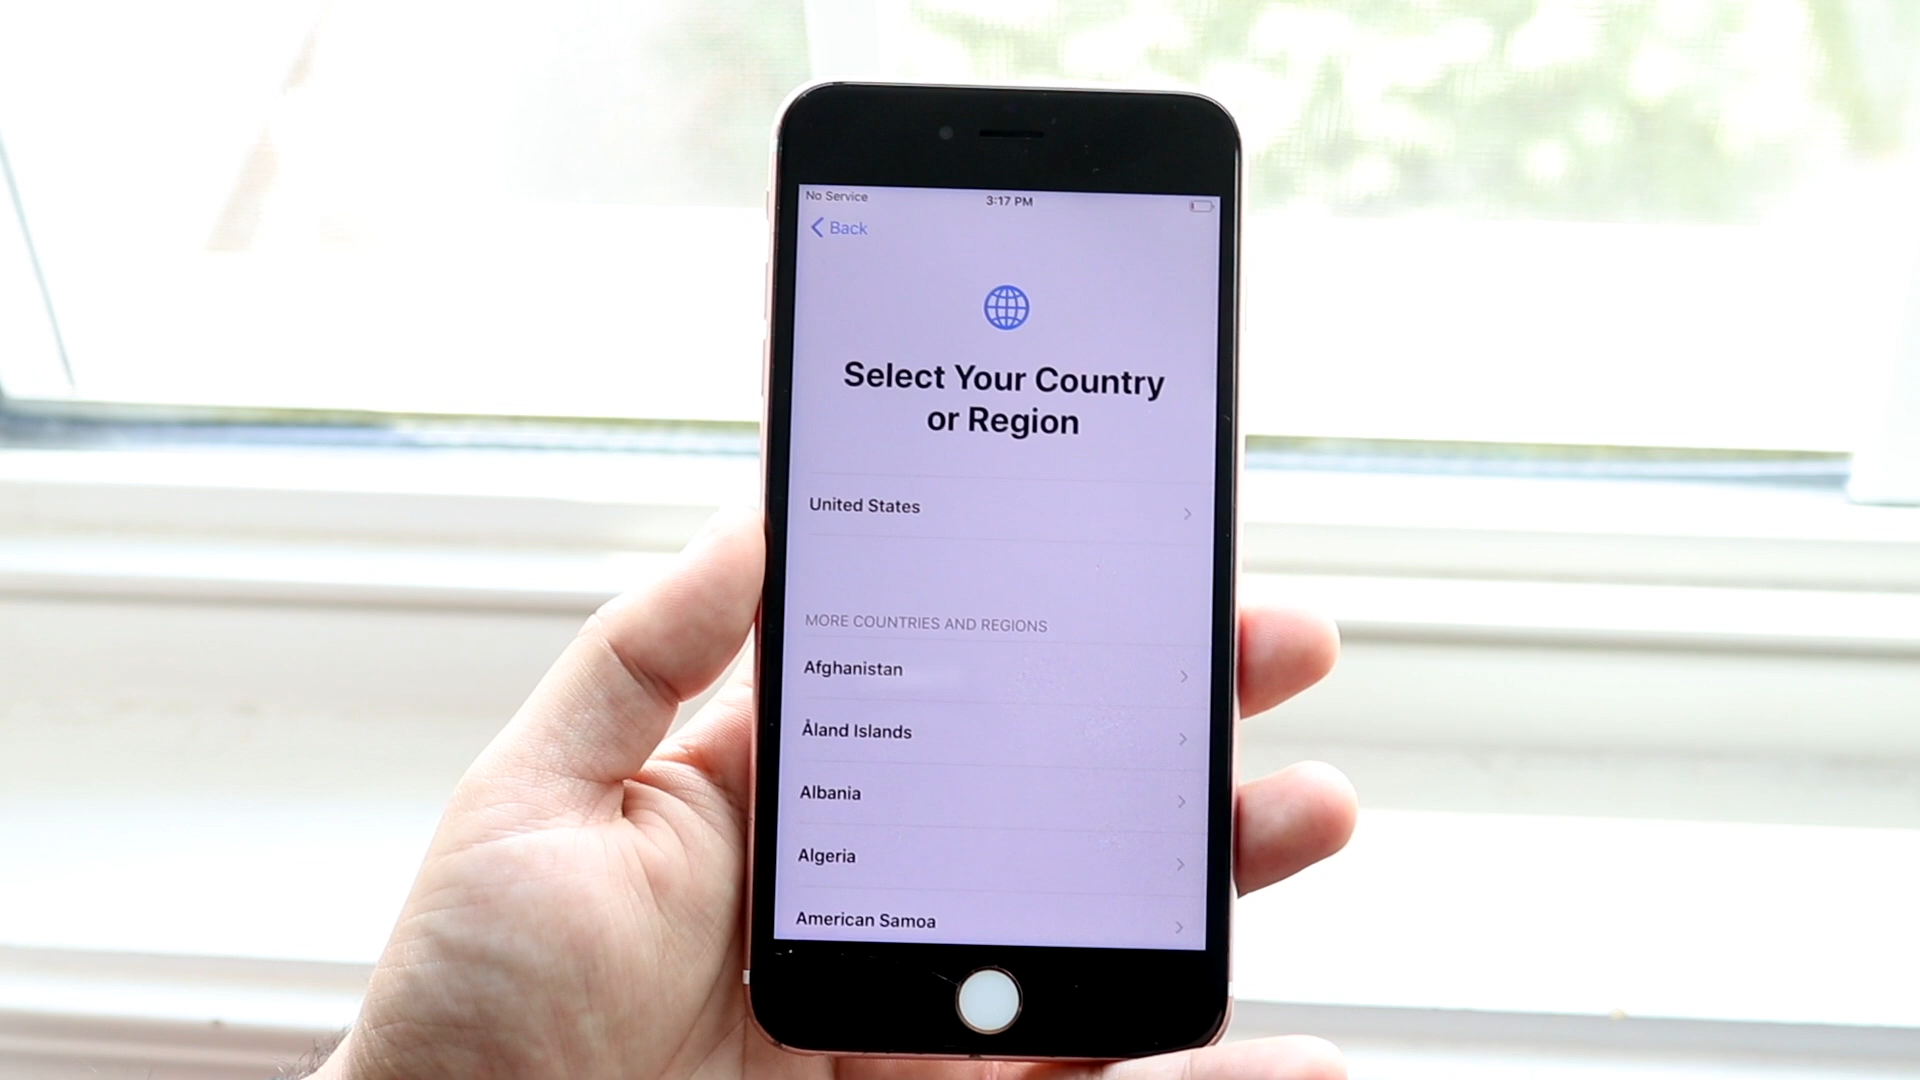 No Service
3:17 PM
Back
Select Your Country
or Region
United States
MORE COUNTRIES AND REGIONS
Afghanistan
Åland Islands
Albania
Algeria
American Samoa